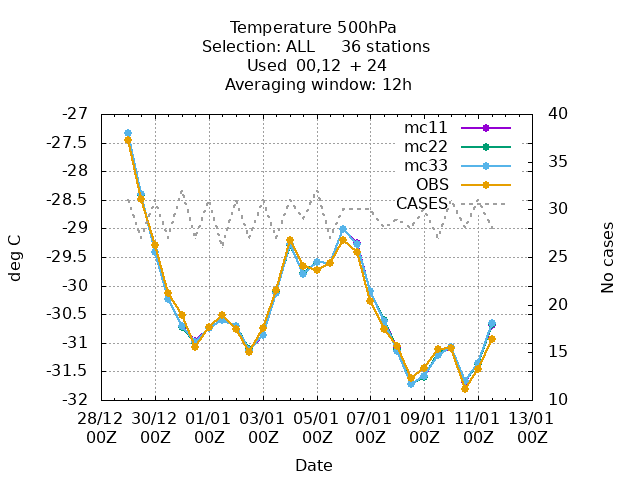 Temperature 500hPa
Selection: ALL 36 stations
Used 00,12 + 24
Averaging window: 12h
-27
-27.5
-28
-28.5
-29
-29.5
-30
-30.5
-31
-31.5
-32
deg C
40
35
30
25
20
15
10
No cases
mc11
mc22
mc33
OBS
CASES
28/12 30/12 01/01 03/01 05/01 07/01 09/01 11/01 13/01
00Z 00Z 00Z 00Z 00Z 00Z 00Z 00Z 00Z
Date